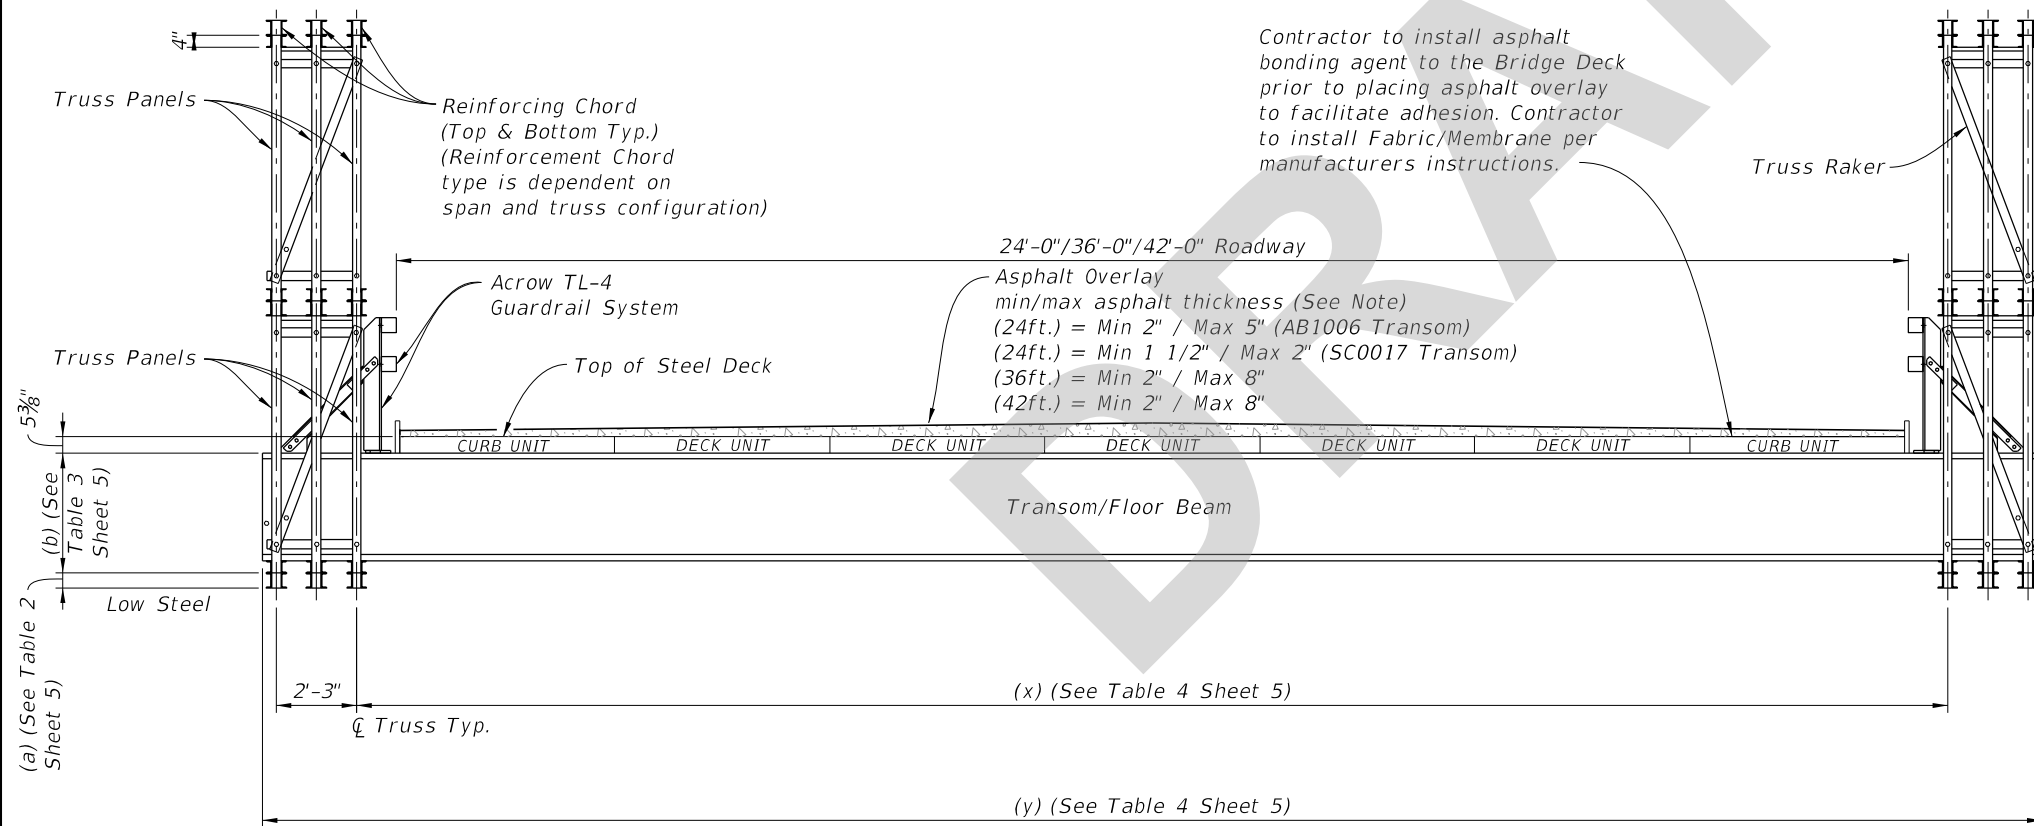 4"
Truss Panels
Reinforcing Chord
(Top & Bottom Typ.)
(Reinforcement Chord
type is dependent on
span and truss configuration)
Contractor to install asphalt
bonding agent to the Bridge Deck
prior to placing asphalt overlay
to facilitate adhesion. Contractor
to install Fabric/Membrane per
manufacturers instructions.
Truss Raker
24'-0"/36'-0"/42'-0" Roadway
Acrow TL-4
Guardrail System
Asphalt Overlay
min/max asphalt thickness (See Note)
(24ft.) = Min 2" / Max 5" (AB1006 Transom)
(24ft.) = Min 1 1/2" / Max 2" (SC0017 Transom)
(36ft.) = Min 2" / Max 8"
(42ft.) = Min 2" / Max 8"
Truss Panels
Top of Steel Deck
5⅜"
CURB UNIT DECK UNIT DECK UNIT DECK UNIT DECK UNIT DECK UNIT CURB UNIT
(b) (See
Table 3
Sheet 5)
Transom/Floor Beam
Low Steel
(a) (See Table 2
Sheet 5)
2'-3"
(x) (See Table 4 Sheet 5)
℄ Truss Typ.
(y) (See Table 4 Sheet 5)